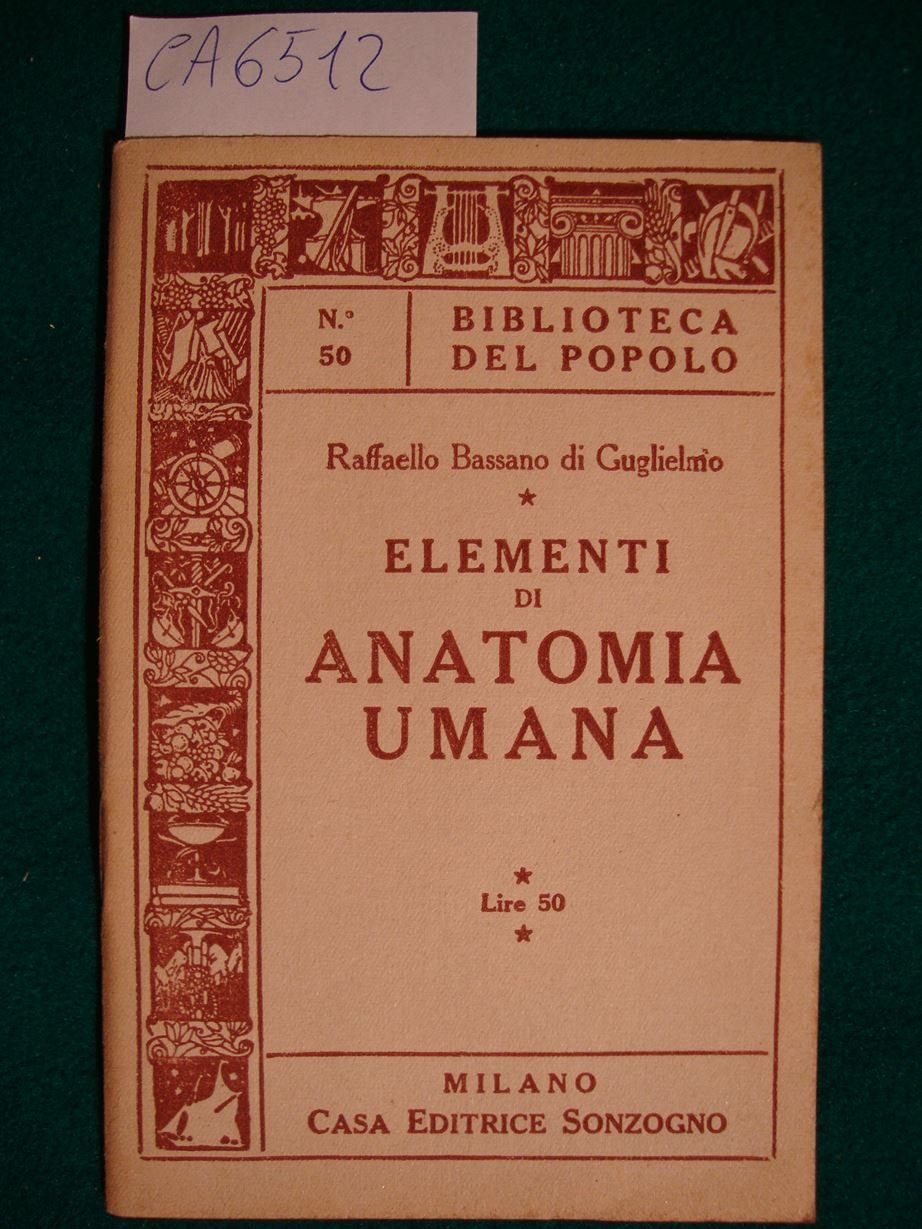 CA6512
N.º
50
BIBLIOTECA
DEL POPOLO
Raffaello Bassano di Guglielmo
ELEMENTI
DI
ANATOMIA
UMANA
Lire 50
MILANO
CASA EDITRICE SONZOGNO